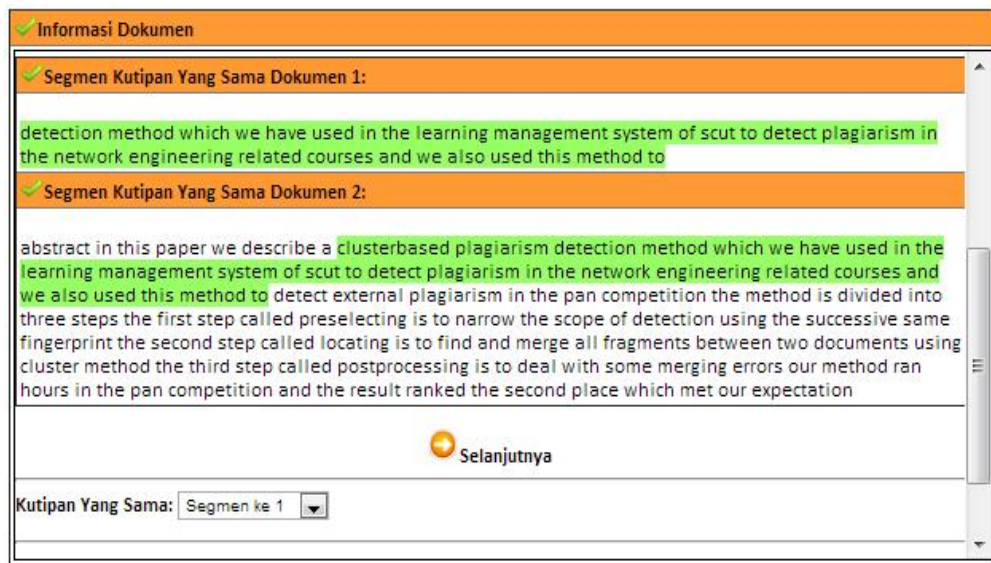 Informasi Dokumen
Segmen Kutipan Yang Sama Dokumen 1:
detection method which we have used in the learning management system of scut to detect plagiarism in
the network engineering related courses and we also used this method to
Segmen Kutipan Yang Sama Dokumen 2:
abstract in this paper we describe a clusterbased plagiarism detection method which we have used in the
learning management system of scut to detect plagiarism in the network engineering related courses and
we also used this method to detect external plagiarism in the pan competition the method is divided into
three steps the first step called preselecting is to narrow the scope of detection using the successive same
fingerprint the second step called locating is to find and merge all fragments between two documents using
cluster method the third step called postprocessing is to deal with some merging errors our method ran
hours in the pan competition and the result ranked the second place which met our expectation
Selanjutnya
Kutipan Yang Sama: Segmen ke 1